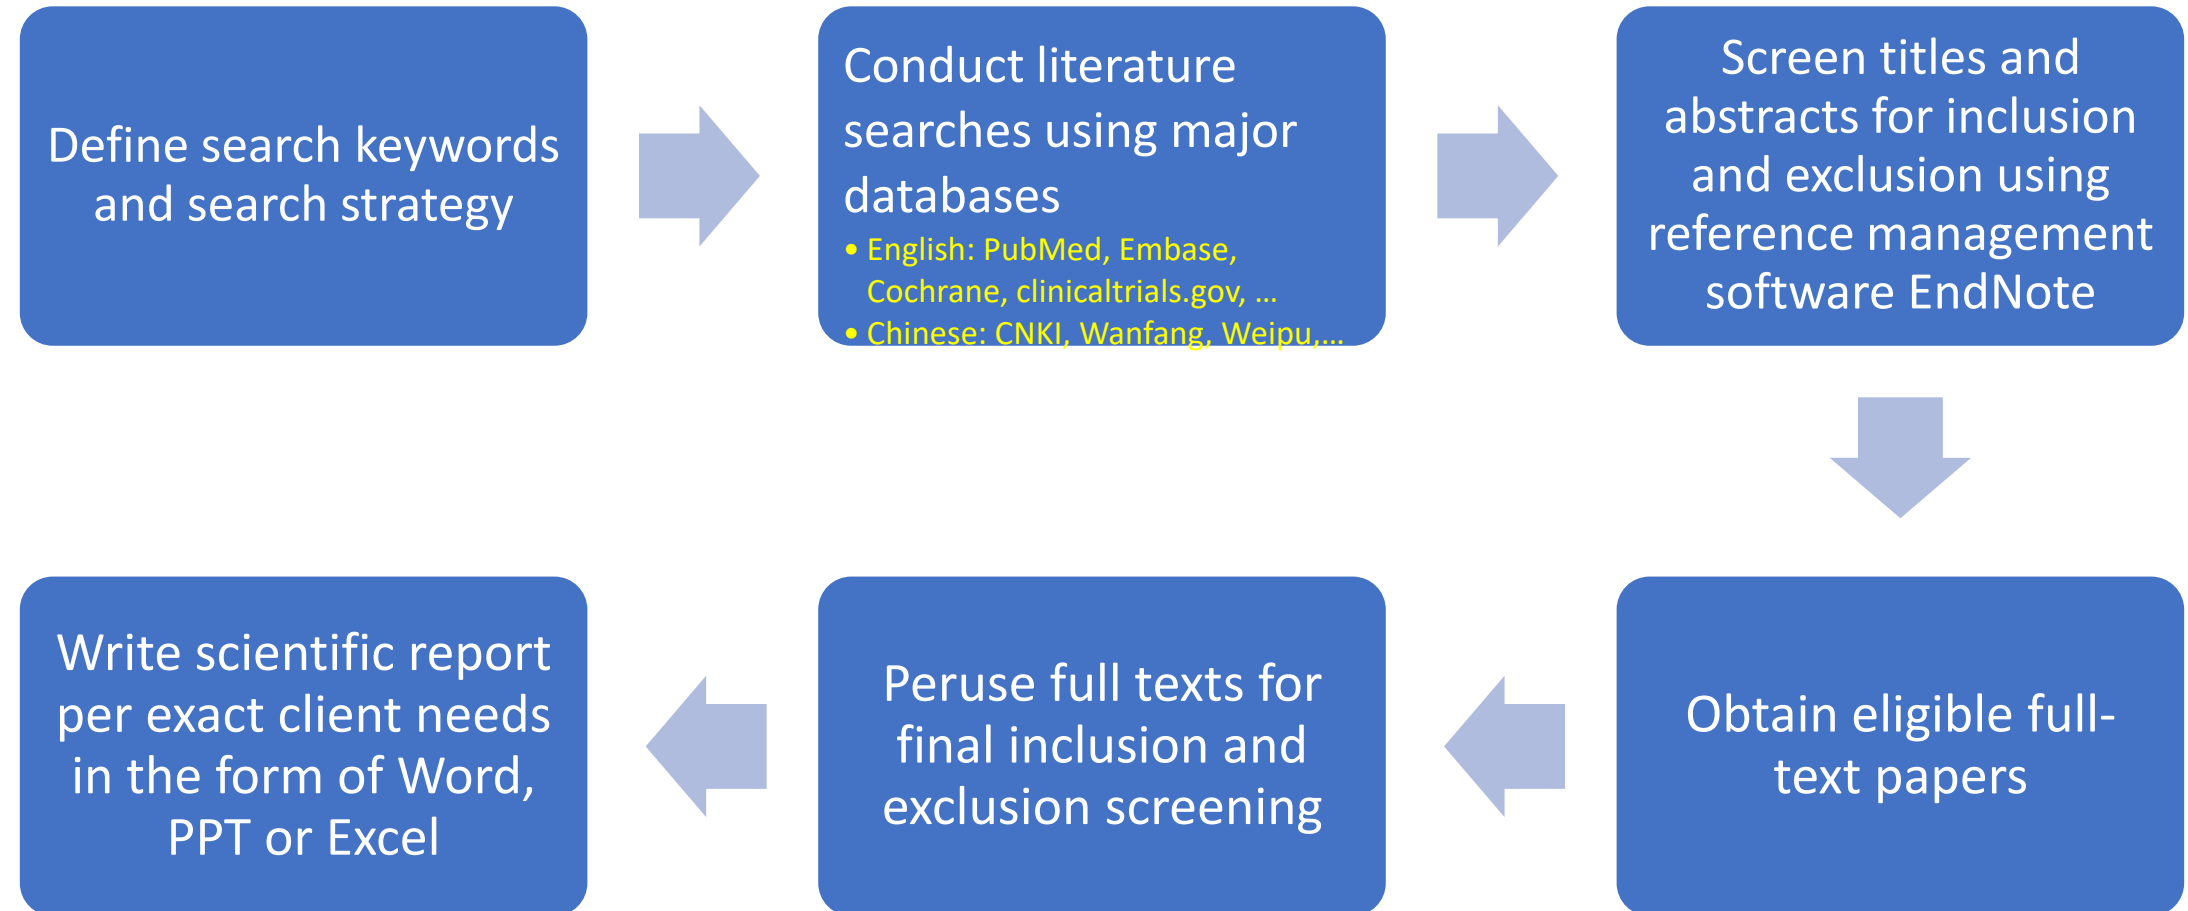 Define search keywords
and search strategy
Conduct literature
searches using major
databases
• English: PubMed, Embase,
Cochrane, clinicaltrials.gov, ...
• Chinese: CNKI, Wanfang, Weipu,...
Screen titles and
abstracts for inclusion
and exclusion using
reference management
software EndNote
Obtain eligible full-
text papers
Peruse full texts for
final inclusion and
exclusion screening
Write scientific report
per exact client needs
in the form of Word,
PPT or Excel